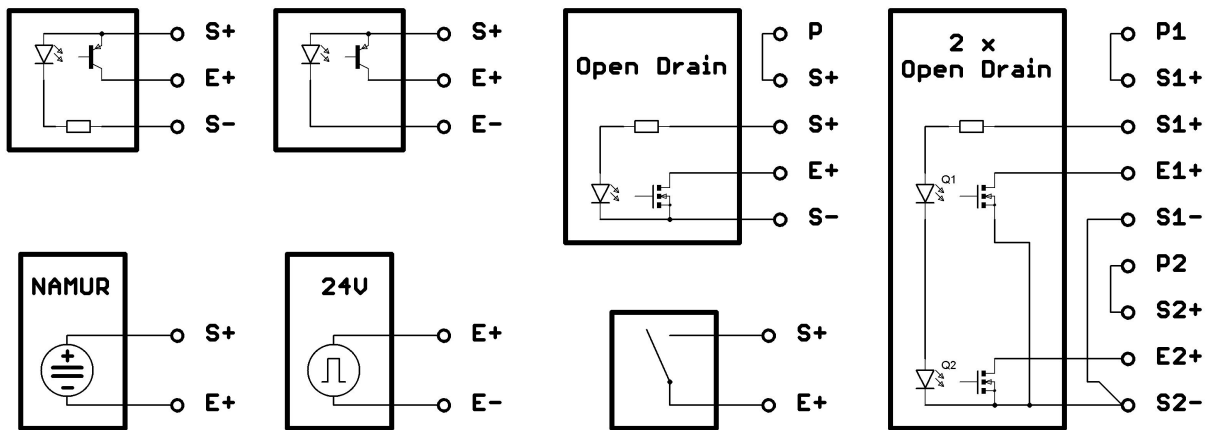 S+
E+
S-
S+
E+
E-
Open Drain
P
S+
S+
E+
S-
2 x
Open Drain
P1
S1+
S1+
Q1
E1+
S1-
P2
S2+
Q2
E2+
S2-
NAMUR
S+
E+
24V
E+
E-
S+
E+